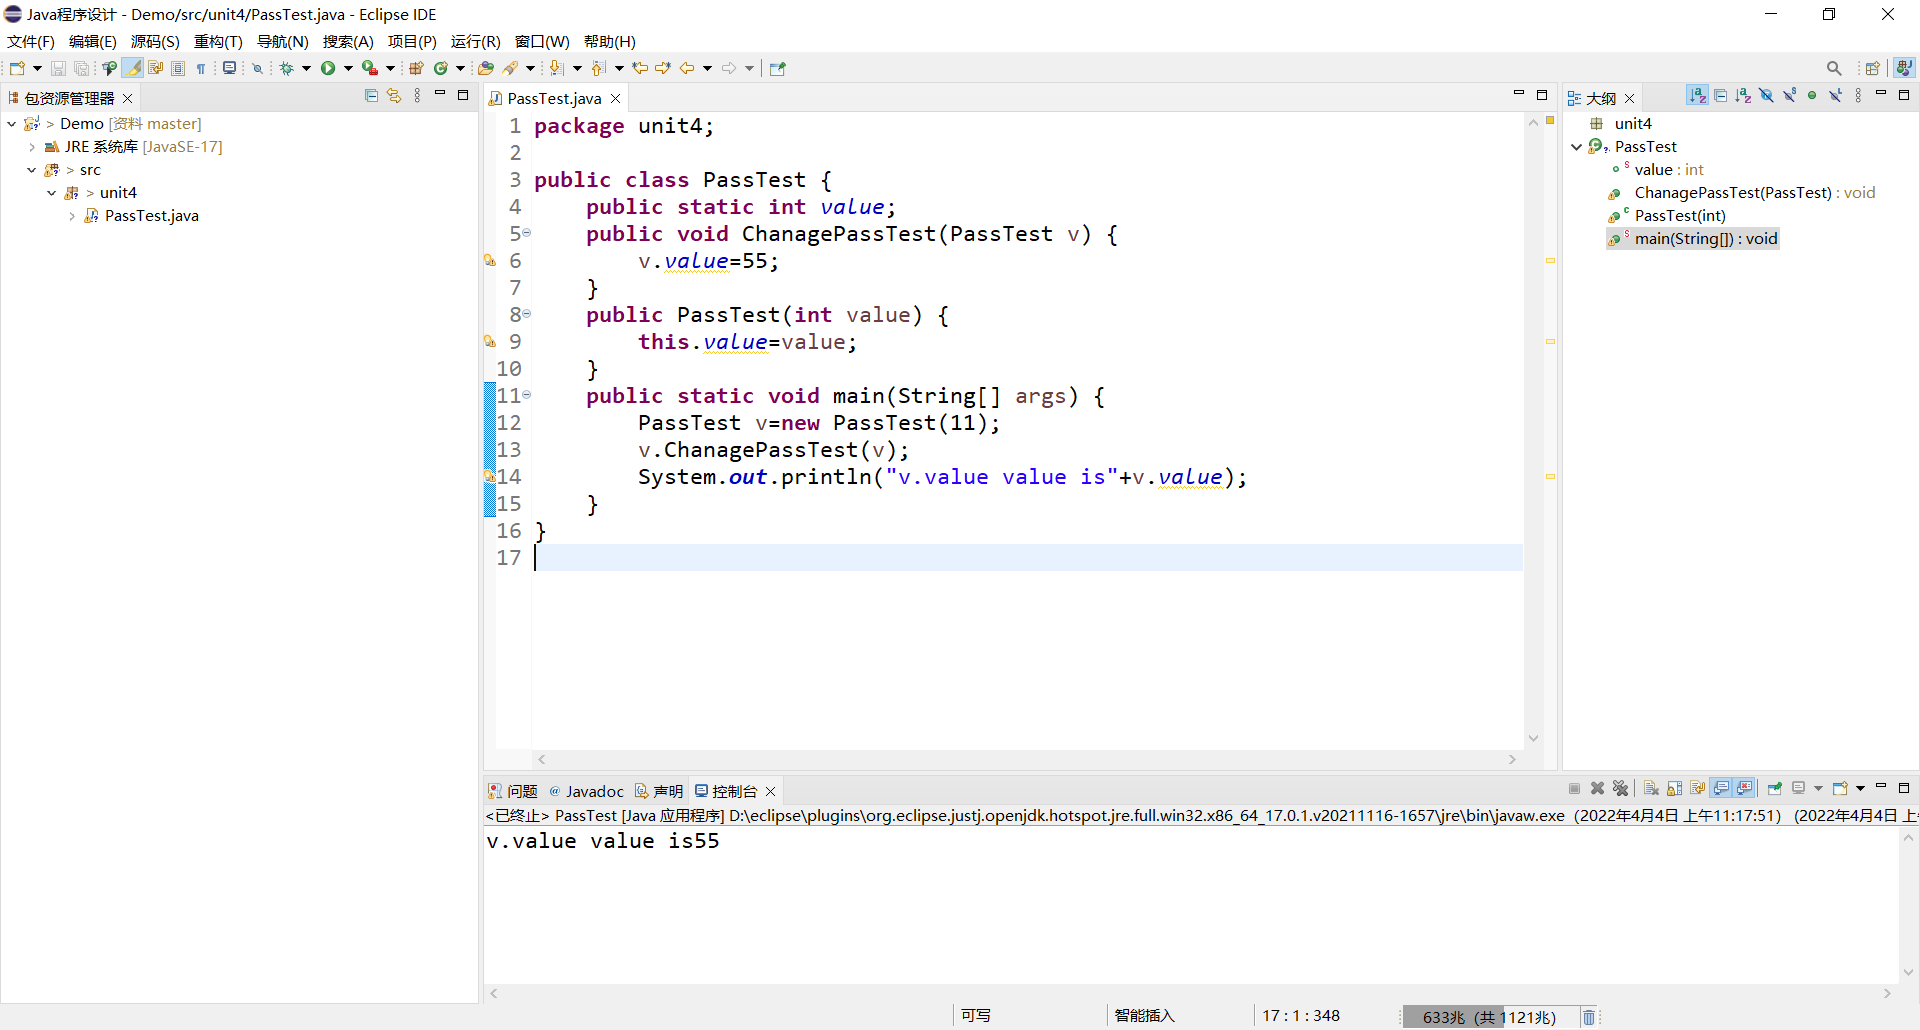 Java程序设计 - Demo/src/unit4/PassTest.java - Eclipse IDE
文件(F) 编辑(E) 源码(S) 重构(T) 导航(N) 搜索(A) 项目(P) 运行(R) 窗口(W) 帮助(H)
包资源管理器
> Demo [资料 master]
JRE 系统库 [JavaSE-17]
> src
> unit4
PassTest.java
PassTest.java
1 package unit4;
2
3 public class PassTest {
4 public static int value;
5 public void ChanagePassTest(PassTest v) {
6 v.value=55;
7 }
8 public PassTest(int value) {
9 this.value=value;
10 }
11 public static void main(String[] args) {
12 PassTest v=new PassTest(11);
13 v.ChanagePassTest(v);
14 System.out.println("v.value value is"+v.value);
15 }
16 }
17
大纲
unit4
PassTest
value : int
ChanagePassTest(PassTest) : void
PassTest(int)
main(String[]) : void
问题 @ Javadoc 声明 控制台
<已终止> PassTest [Java 应用程序] D:\eclipse\plugins\org.eclipse.justj.openjdk.hotspot.jre.full.win32.x86_64_17.0.1.v20211116-1657\jre\bin\javaw.exe（2022年4月4日 上午11:17:51）（2022年4月4日 上
v.value value is55
可写 智能插入 17 : 1 : 348 633兆（共 1121兆）